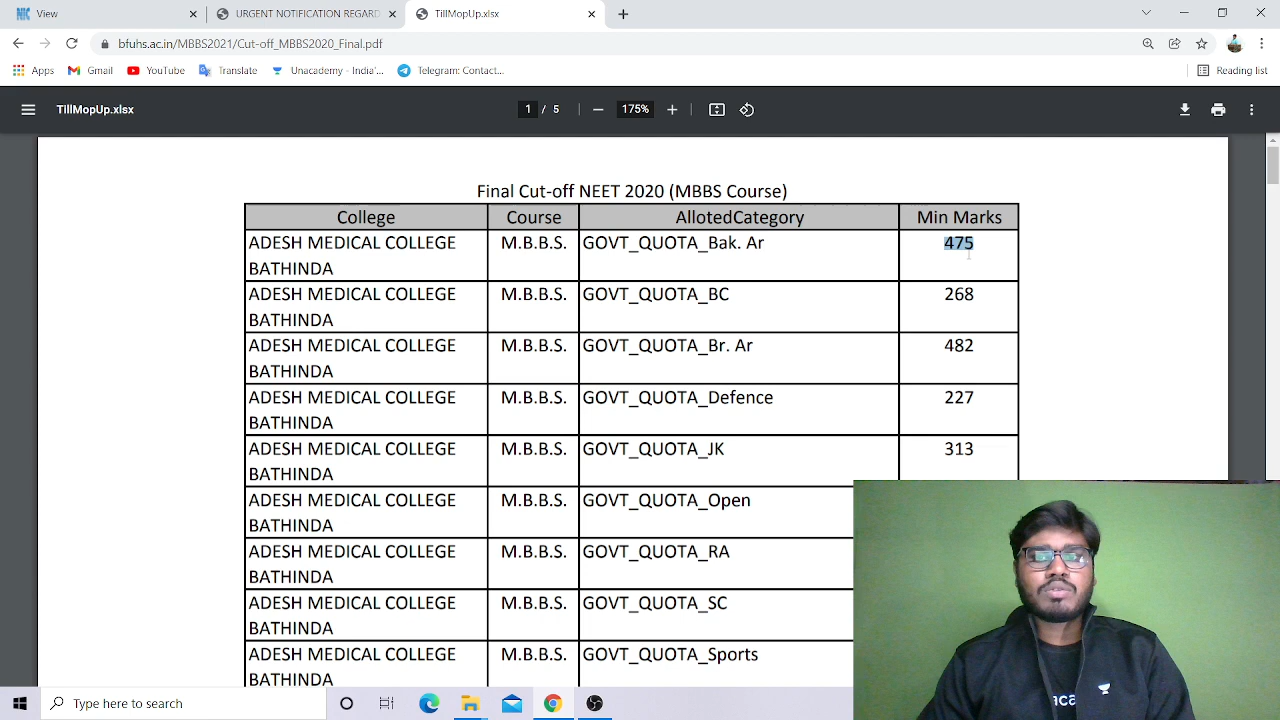 View
URGENT NOTIFICATION REGARD
TillMopUp.xlsx
bfuhs.ac.in/MBBS2021/Cut-off_MBBS2020_Final.pdf
Apps
Gmail
YouTube
Translate
Unacademy - India'...
Telegram: Contact...
Reading list
TillMopUp.xlsx
1 / 5
175%
Final Cut-off NEET 2020 (MBBS Course)
College Course AllotedCategory Min Marks
ADESH MEDICAL COLLEGE M.B.B.S. GOVT_QUOTA_Bak. Ar 475
BATHINDA
ADESH MEDICAL COLLEGE M.B.B.S. GOVT_QUOTA_BC 268
BATHINDA
ADESH MEDICAL COLLEGE M.B.B.S. GOVT_QUOTA_Br. Ar 482
BATHINDA
ADESH MEDICAL COLLEGE M.B.B.S. GOVT_QUOTA_Defence 227
BATHINDA
ADESH MEDICAL COLLEGE M.B.B.S. GOVT_QUOTA_JK 313
BATHINDA
ADESH MEDICAL COLLEGE M.B.B.S. GOVT_QUOTA_Open
BATHINDA
ADESH MEDICAL COLLEGE M.B.B.S. GOVT_QUOTA_RA
BATHINDA
ADESH MEDICAL COLLEGE M.B.B.S. GOVT_QUOTA_SC
BATHINDA
ADESH MEDICAL COLLEGE M.B.B.S. GOVT_QUOTA_Sports
BATHINDA
Type here to search